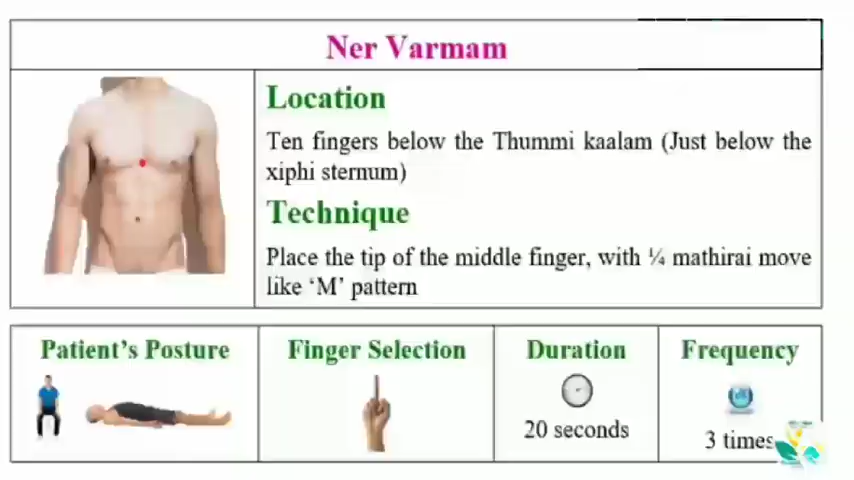 Ner Varmam
Location
Ten fingers below the Thummi kaalam (Just below the
xiphi sternum)
Technique
Place the tip of the middle finger, with ¼ mathirai move
like ‘M’ pattern
Patient’s Posture
Finger Selection
Duration
Frequency
20 seconds
3 times